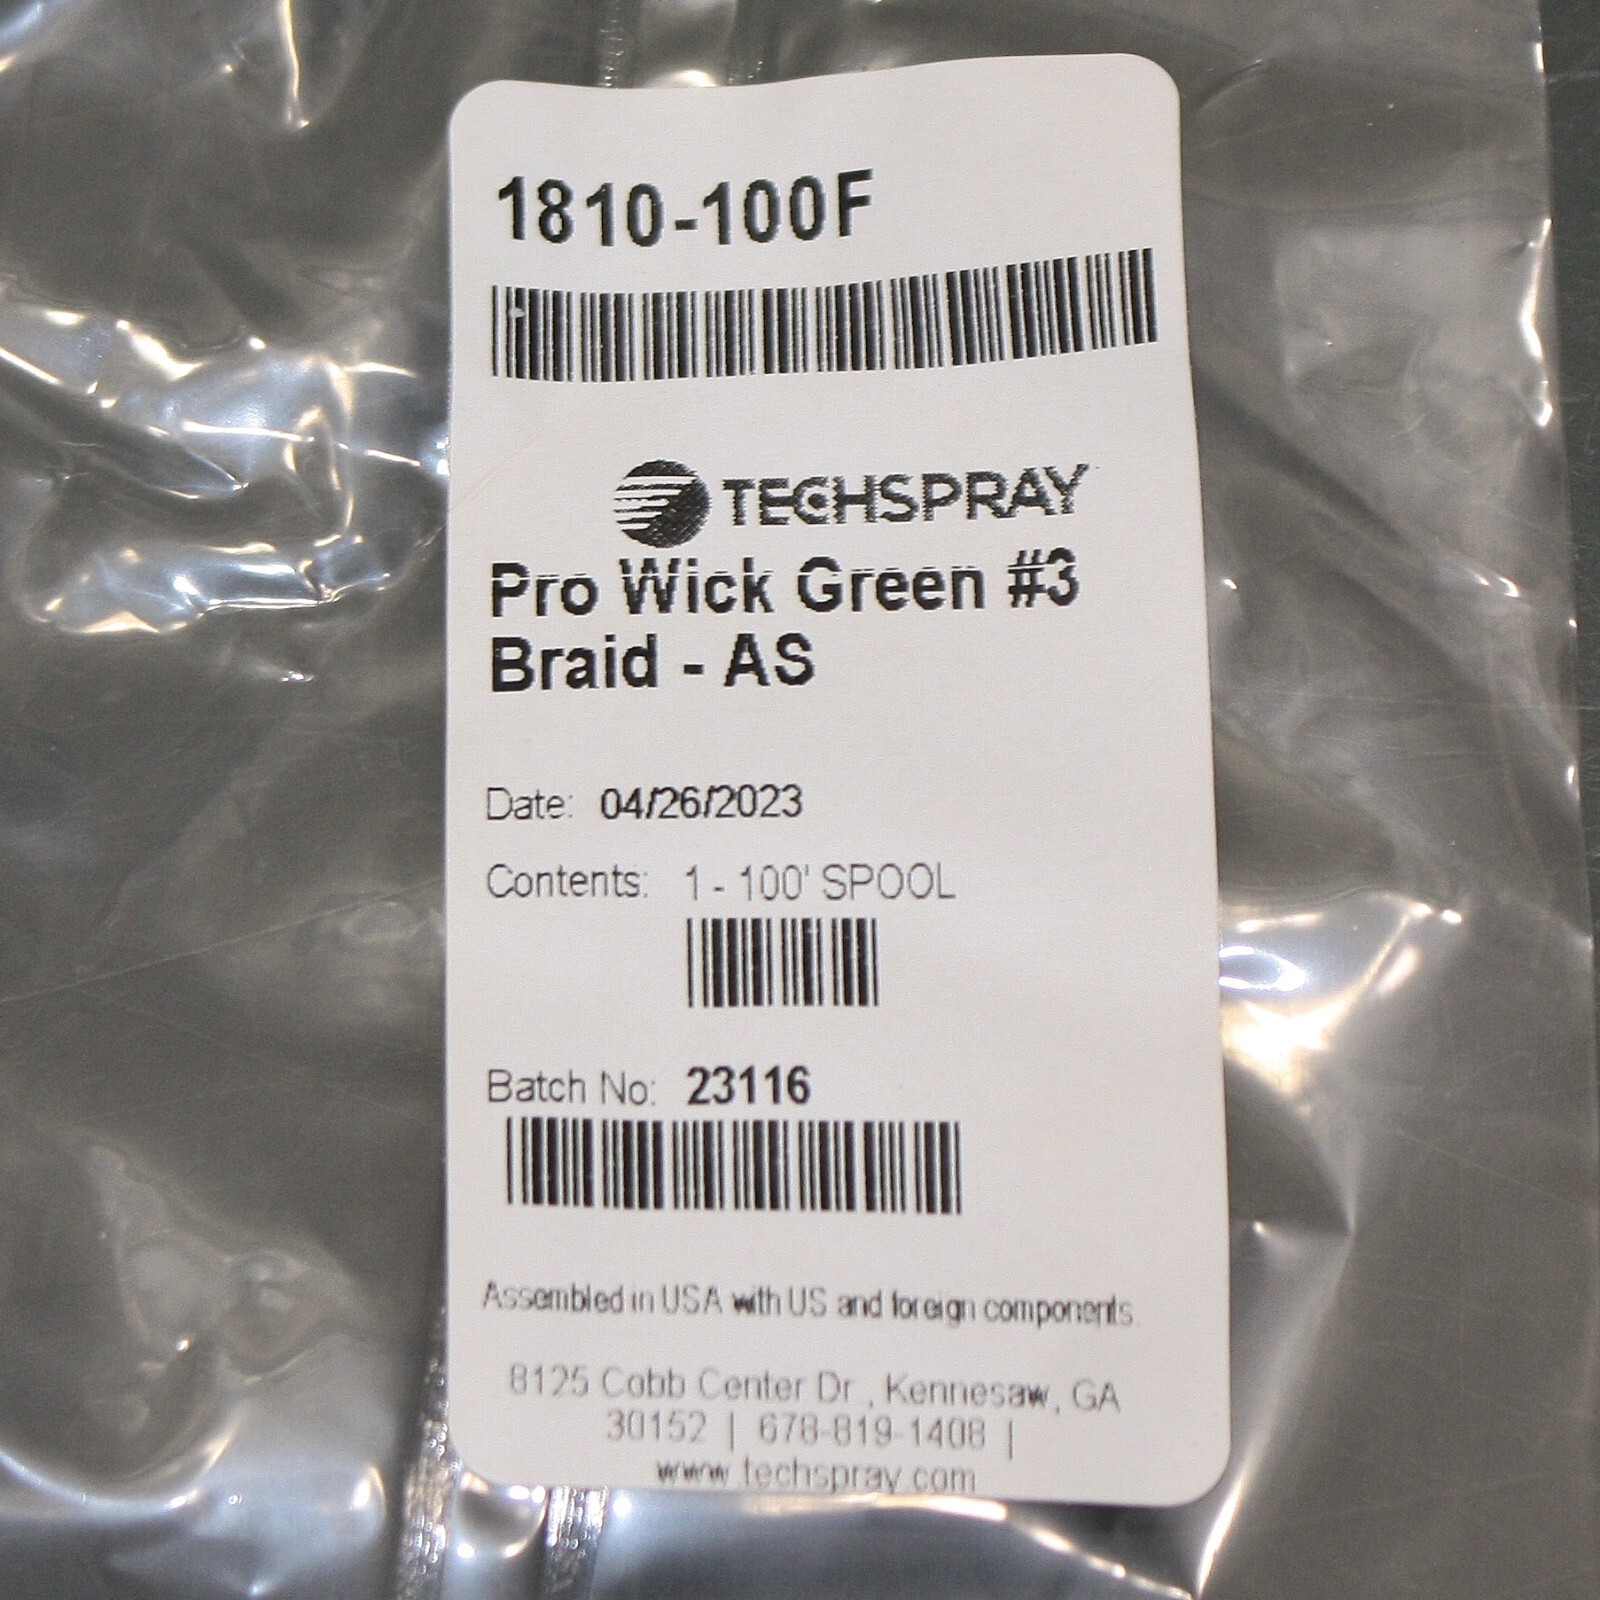 1810-100F
TECHSPRAY
Pro Wick Green #3
Braid - AS
Date: 04/26/2023
Contents: 1 - 100' SPOOL
Batch No: 23116
Assembled in USA with US and foreign components.
8125 Cobb Center Dr., Kennesaw, GA
30152 | 678-819-1408 |
www.techspray.com